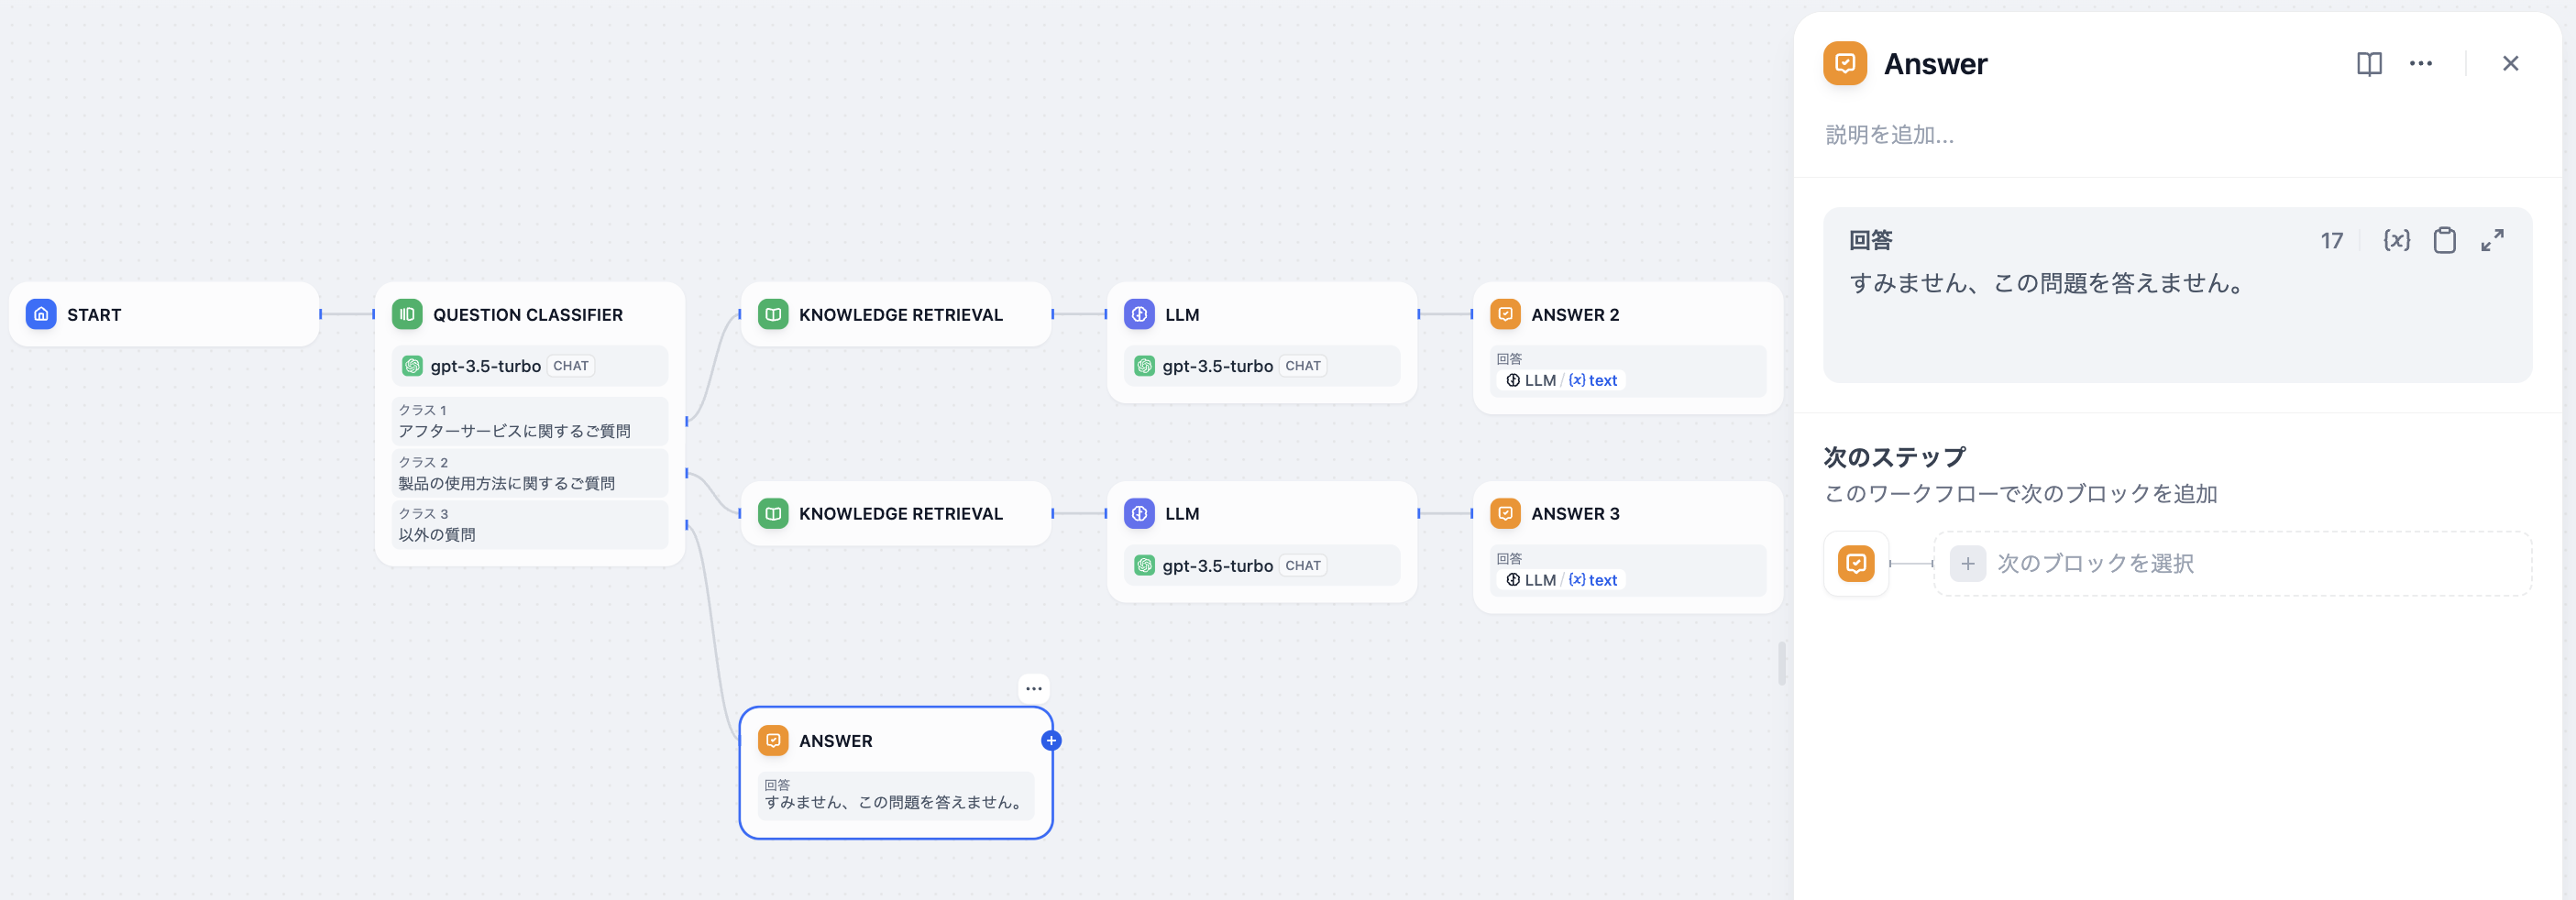 START
QUESTION CLASSIFIER
gpt-3.5-turbo CHAT
クラス 1
アフターサービスに関するご質問
クラス 2
製品の使用方法に関するご質問
クラス 3
以外の質問
KNOWLEDGE RETRIEVAL
LLM
gpt-3.5-turbo CHAT
ANSWER 2
回答
LLM / {x} text
KNOWLEDGE RETRIEVAL
LLM
gpt-3.5-turbo CHAT
ANSWER 3
回答
LLM / {x} text
ANSWER
回答
すみません、この問題を答えません。
Answer
説明を追加...
回答 17 {x}
すみません、この問題を答えません。
次のステップ
このワークフローで次のブロックを追加
次のブロックを選択